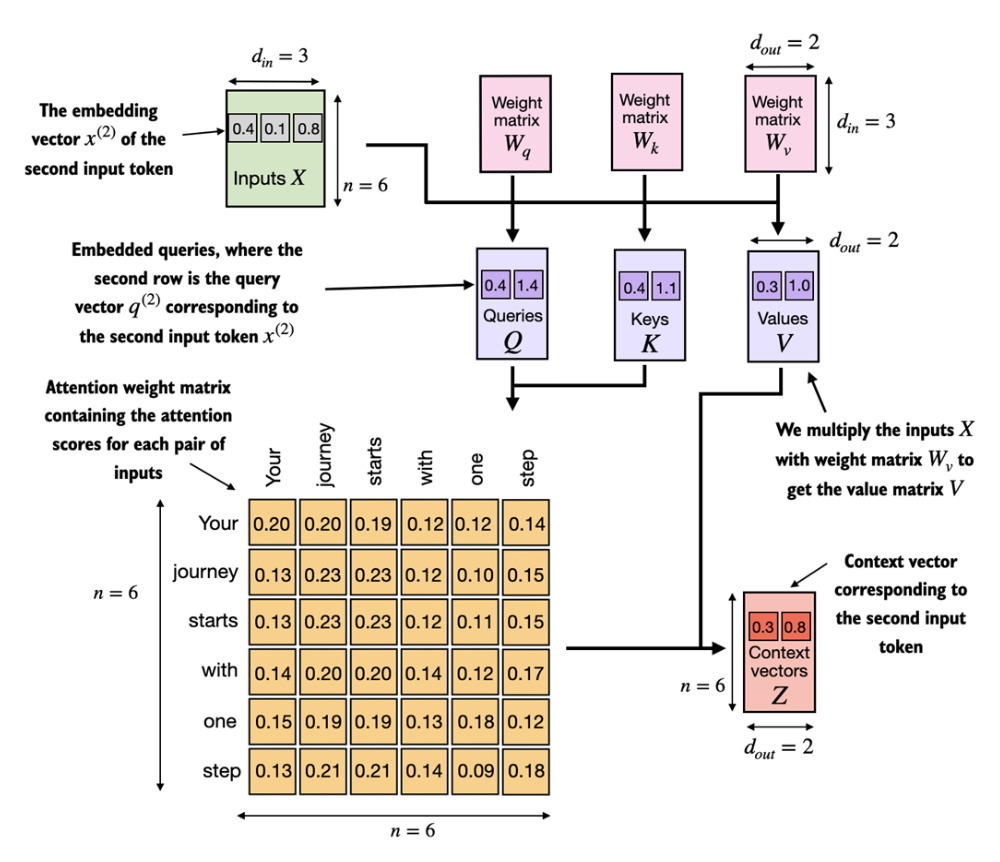 d_in = 3
The embedding
vector x^(2) of the
second input token
0.4 0.1 0.8
Inputs X
n = 6
Weight
matrix
W_q
Weight
matrix
W_k
d_out = 2
Weight
matrix
W_v
d_in = 3
Embedded queries, where the
second row is the query
vector q^(2) corresponding to
the second input token x^(2)
0.4 1.4
Queries
Q
0.4 1.1
Keys
K
d_out = 2
0.3 1.0
Values
V
We multiply the inputs X
with weight matrix W_v to
get the value matrix V
Attention weight matrix
containing the attention
scores for each pair of
inputs
Your journey starts with one step
Your 0.20 0.20 0.19 0.12 0.12 0.14
journey 0.13 0.23 0.23 0.12 0.10 0.15
starts 0.13 0.23 0.23 0.12 0.11 0.15
with 0.14 0.20 0.20 0.14 0.12 0.17
one 0.15 0.19 0.19 0.13 0.18 0.12
step 0.13 0.21 0.21 0.14 0.09 0.18
n = 6
n = 6
Context vector
corresponding to
the second input
token
0.3 0.8
Context
vectors
Z
n = 6
d_out = 2